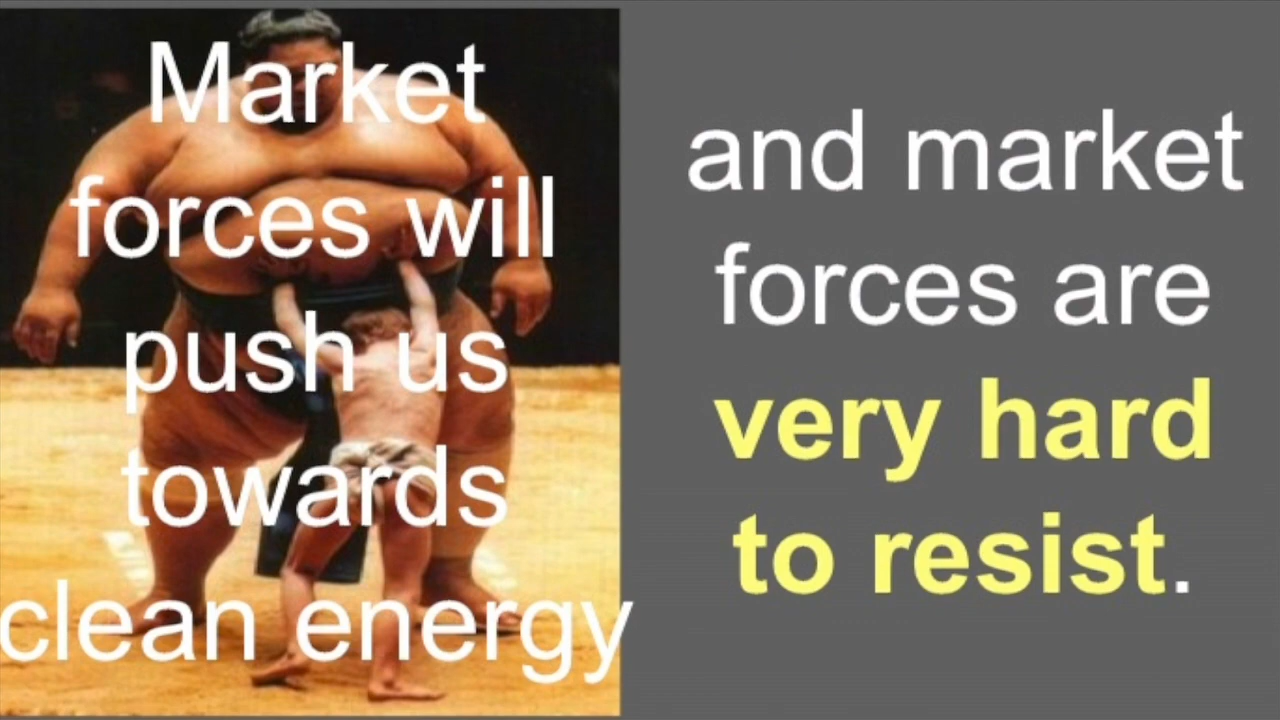 Market
forces will
push us
towards
clean energy
and market
forces are
very hard
to resist.